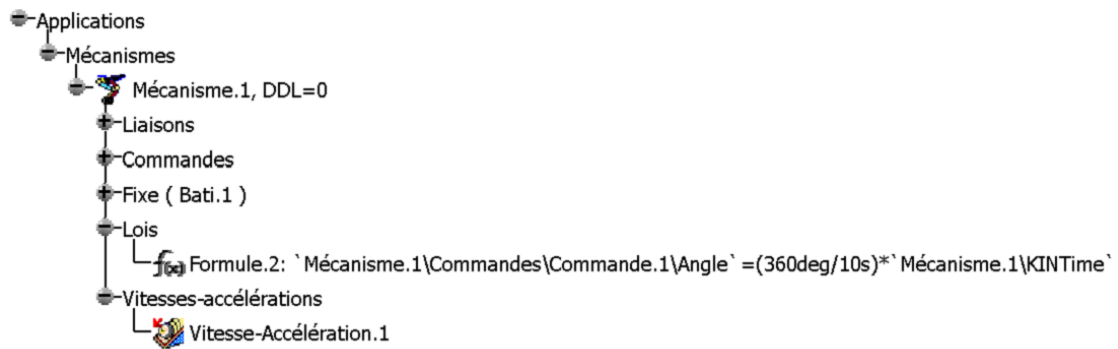 Applications
Mécanismes
Mécanisme.1, DDL=0
Liaisons
Commandes
Fixe ( Bati.1 )
Lois
f(x) Formule.2: `Mécanisme.1\Commandes\Commande.1\Angle` =(360deg/10s)*`Mécanisme.1\KINTime`
Vitesses-accélérations
Vitesse-Accélération.1